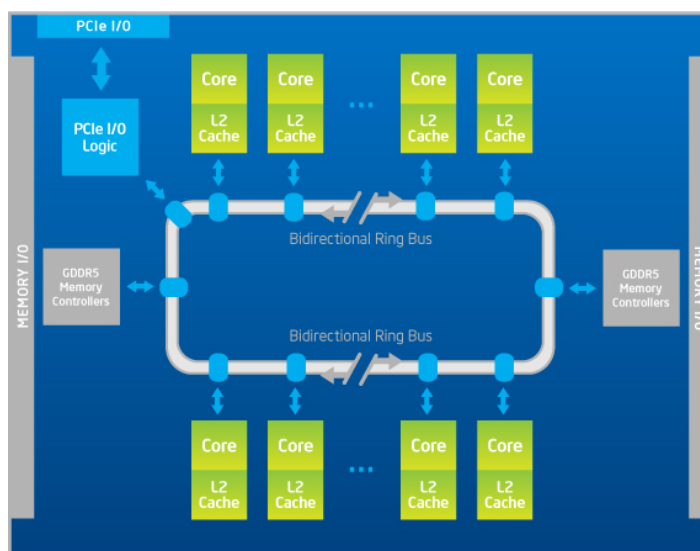 PCIe I/O
Core
Core
...
Core
Core
L2
Cache
L2
Cache
L2
Cache
L2
Cache
PCIe I/O
Logic
Bidirectional Ring Bus
MEMORY I/O
GDDR5
Memory
Controllers
GDDR5
Memory
Controllers
MEMORY I/O
Bidirectional Ring Bus
Core
Core
...
Core
Core
L2
Cache
L2
Cache
L2
Cache
L2
Cache